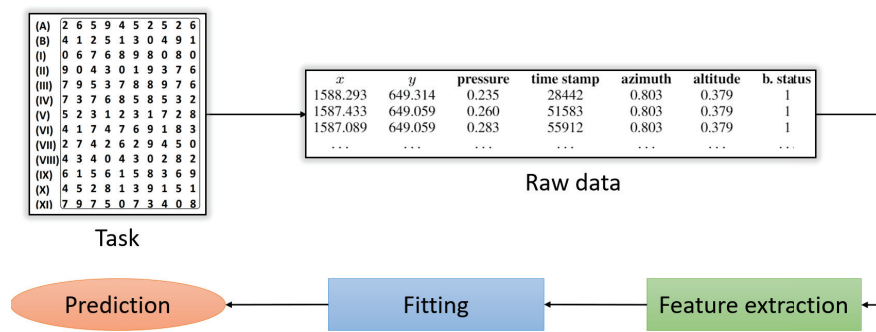 (A) 2 6 5 9 4 5 2 5 2 6
(B) 4 1 2 5 1 3 0 4 9 1
(I) 0 6 7 6 8 9 8 0 8 0
(II) 9 0 4 3 0 1 9 3 7 6
(III) 7 9 5 3 7 8 8 9 7 6
(IV) 7 3 7 6 8 5 8 5 3 2
(V) 5 2 3 1 2 3 1 7 2 8
(VI) 4 1 7 4 7 6 9 1 8 3
(VII) 2 7 4 2 6 2 9 4 5 0
(VIII) 4 3 4 0 4 3 0 2 8 2
(IX) 6 1 5 6 1 5 8 3 6 9
(X) 4 5 2 8 1 3 9 1 5 1
(XI) 7 9 7 5 0 7 3 4 0 8
Task
x y pressure time stamp azimuth altitude b. status
1588.293 649.314 0.235 28442 0.803 0.379 1
1587.433 649.059 0.260 51583 0.803 0.379 1
1587.089 649.059 0.283 55912 0.803 0.379 1
... ... ... ... ... ... ...
Raw data
Prediction Fitting Feature extraction